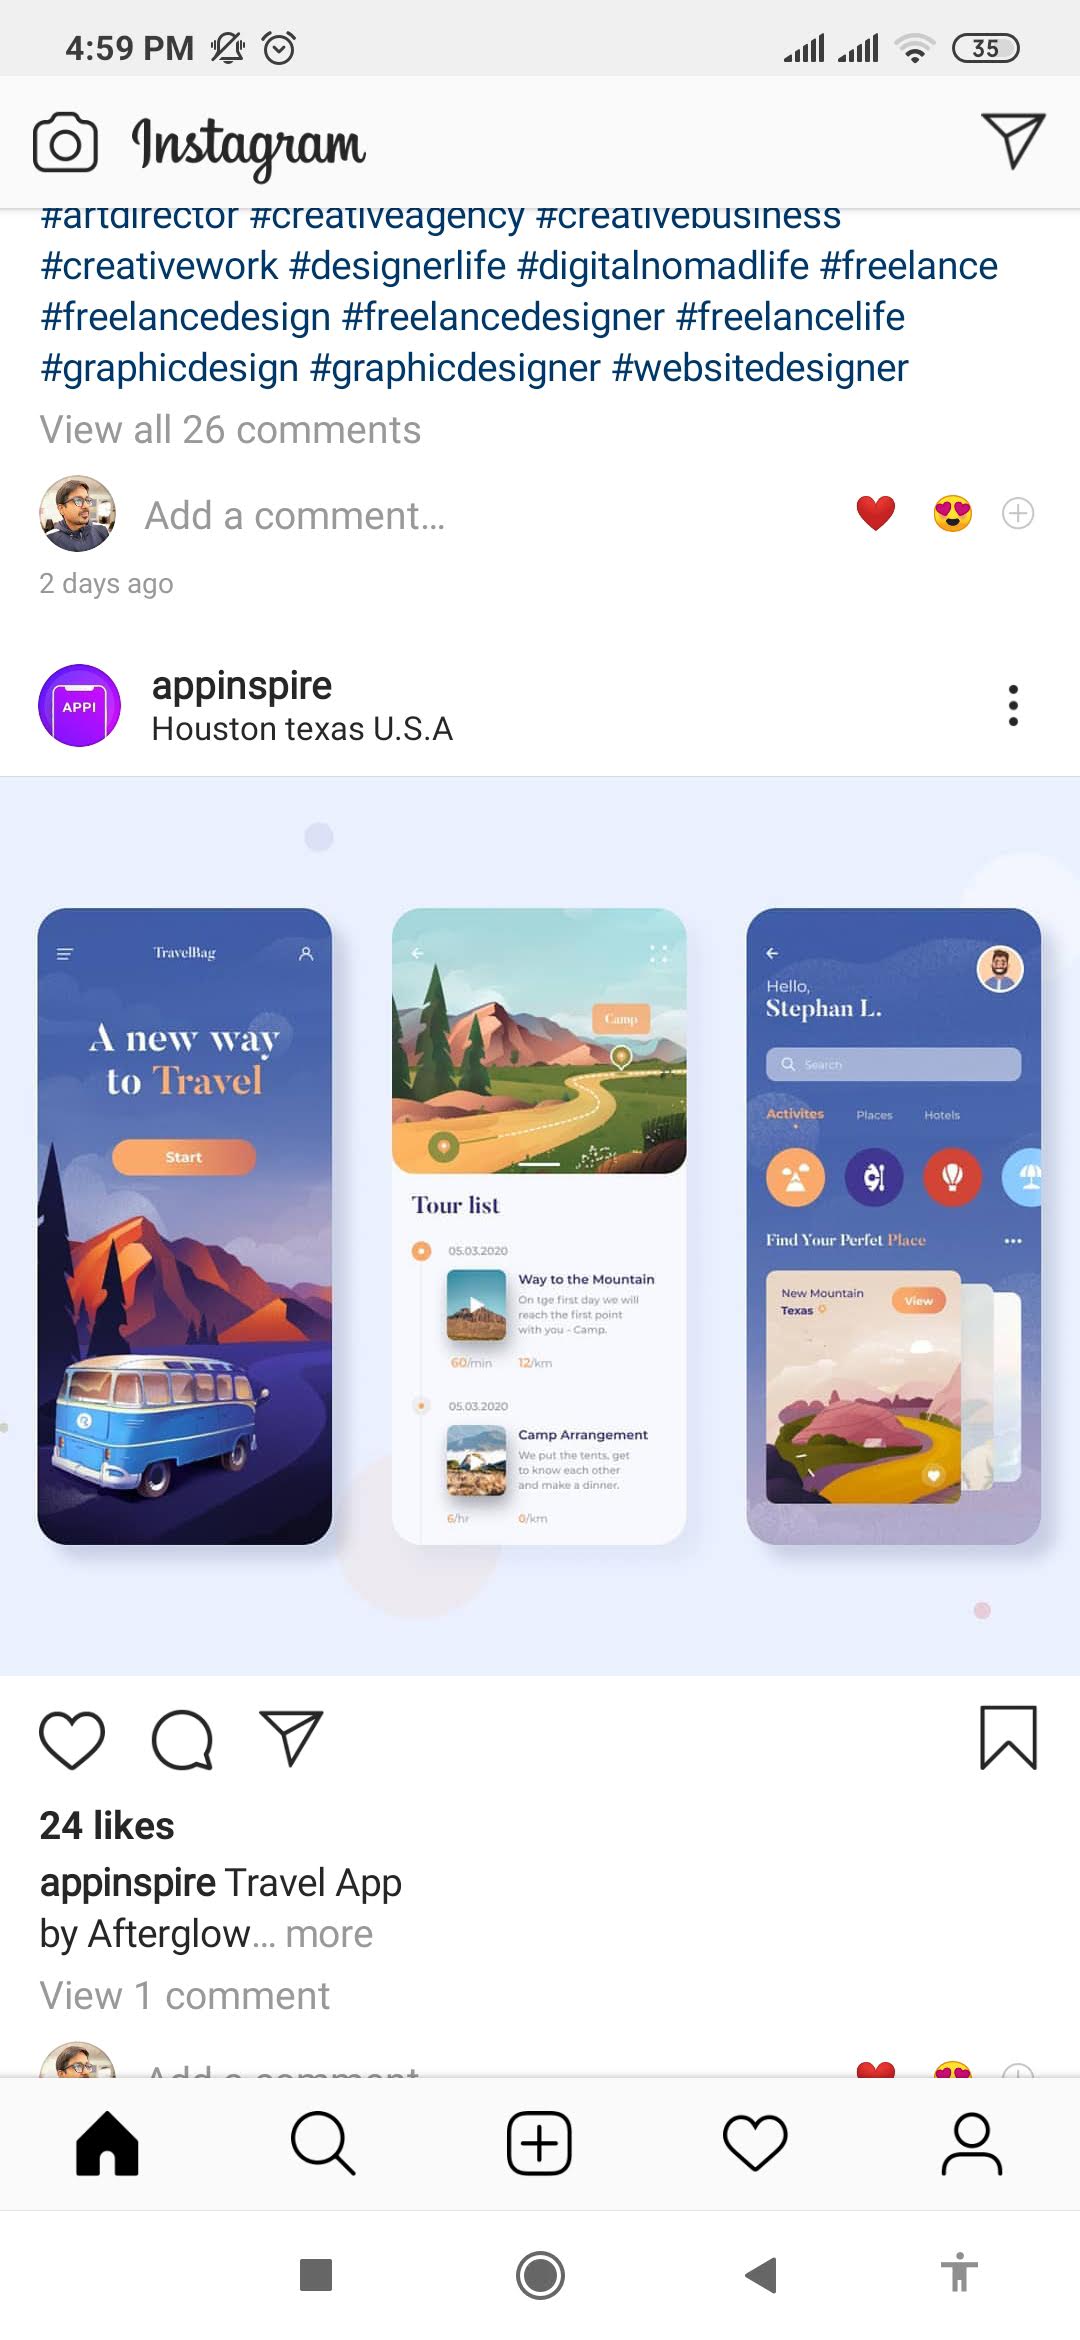 4:59 PM
35
Instagram
#artdirector #creativeagency #creativebusiness
#creativework #designerlife #digitalnomadlife #freelance
#freelancedesign #freelancedesigner #freelancelife
#graphicdesign #graphicdesigner #websitedesigner
View all 26 comments
Add a comment...
2 days ago
APPI
appinspire
Houston texas U.S.A
TravelBag
A new way
to Travel
Start
Camp
Tour list
05.03.2020
Way to the Mountain
On tge first day we will
reach the first point
with you - Camp.
60/min 12/km
05.03.2020
Camp Arrangement
We put the tents, get
to know each other
and make a dinner.
6/hr 0/km
Hello,
Stephan L.
Search
Activites Places Hotels
Find Your Perfet Place
New Mountain
Texas
View
24 likes
appinspire Travel App
by Afterglow... more
View 1 comment
Add a comment